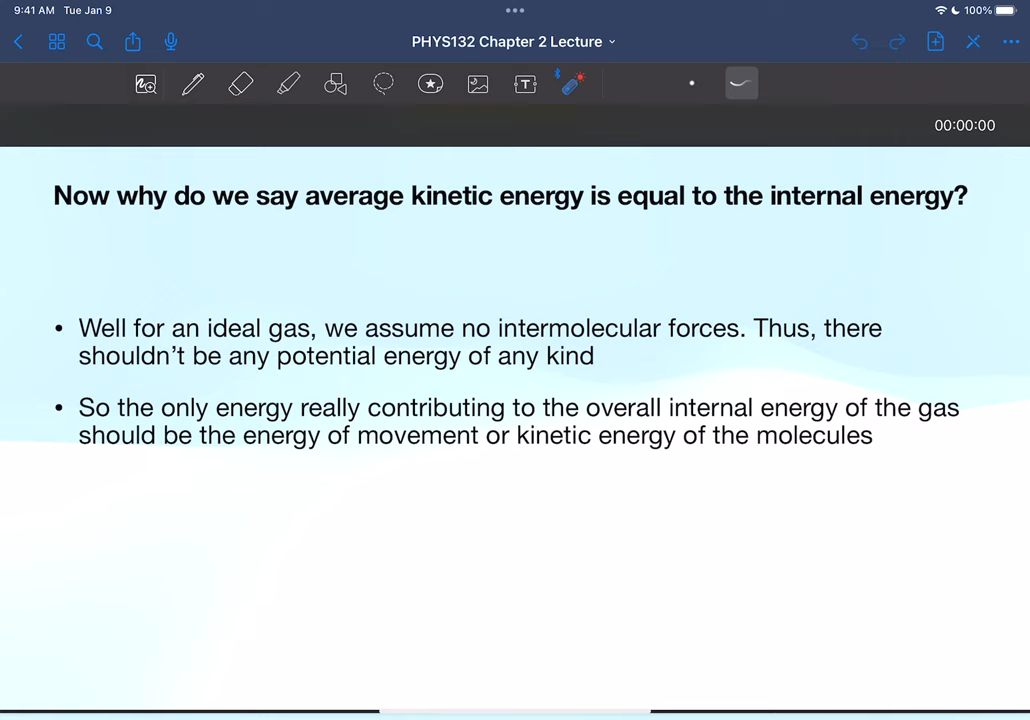 9:41 AM Tue Jan 9
100%
PHYS132 Chapter 2 Lecture
T
00:00:00
Now why do we say average kinetic energy is equal to the internal energy?
• Well for an ideal gas, we assume no intermolecular forces. Thus, there
shouldn’t be any potential energy of any kind
• So the only energy really contributing to the overall internal energy of the gas
should be the energy of movement or kinetic energy of the molecules